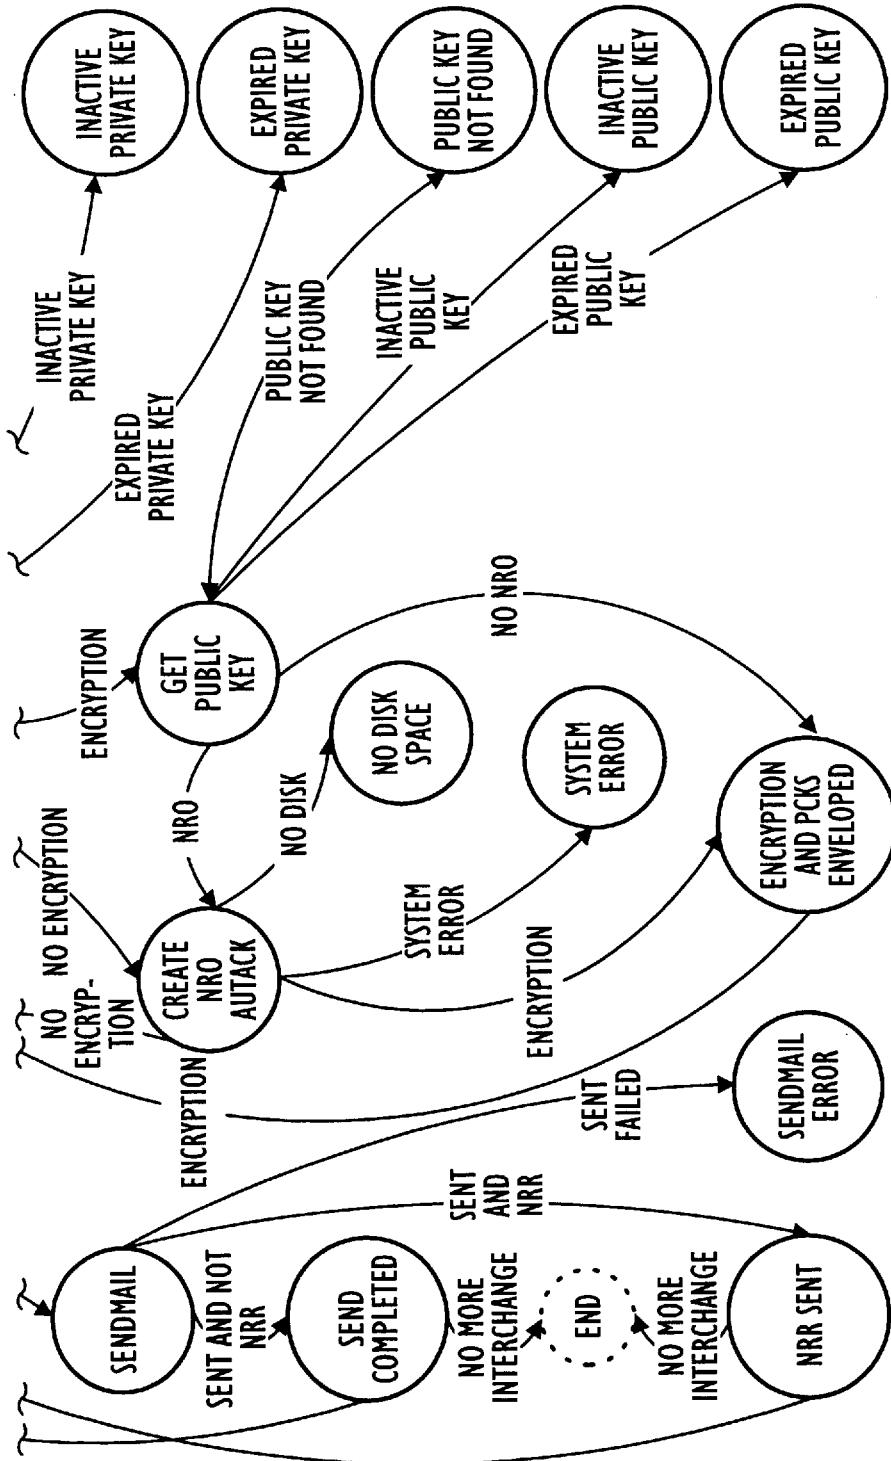 INACTIVE
PRIVATE KEY
EXPIRED
PRIVATE KEY
PUBLIC KEY
NOT FOUND
INACTIVE
PUBLIC KEY
EXPIRED
PUBLIC KEY
INACTIVE
PRIVATE KEY
EXPIRED
PRIVATE KEY
PUBLIC KEY
NOT FOUND
INACTIVE
PUBLIC
KEY
EXPIRED
PUBLIC
KEY
ENCRYPTION
GET
PUBLIC
KEY
NO NRO
NRO
NO DISK
NO DISK
SPACE
SYSTEM
ERROR
NO ENCRYPTION
CREATE
NRO
AUTACK
SYSTEM
ERROR
ENCRYPTION
ENCRYPTION
AND PCKS
ENVELOPED
NO
ENCRYP-
TION
ENCRYPTION
SENT
FAILED
SENDMAIL
ERROR
SENT
AND
NRR
SENDMAIL
SENT AND NOT
NRR
SEND
COMPLETED
NO MORE
INTERCHANGE
END
NO MORE
INTERCHANGE
NRR SENT